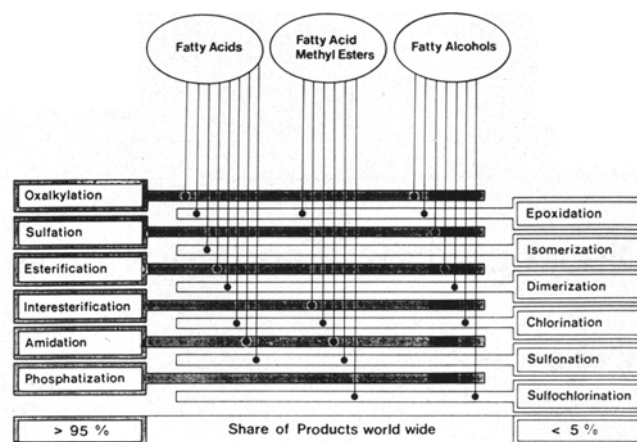 Fatty Acids
Fatty Acid
Methyl Esters
Fatty Alcohols
Oxalkylation
Epoxidation
Sulfation
Isomerization
Esterification
Dimerization
Interesterification
Chlorination
Amidation
Sulfonation
Phosphatization
Sulfochlorination
> 95 %
Share of Products world wide
< 5 %